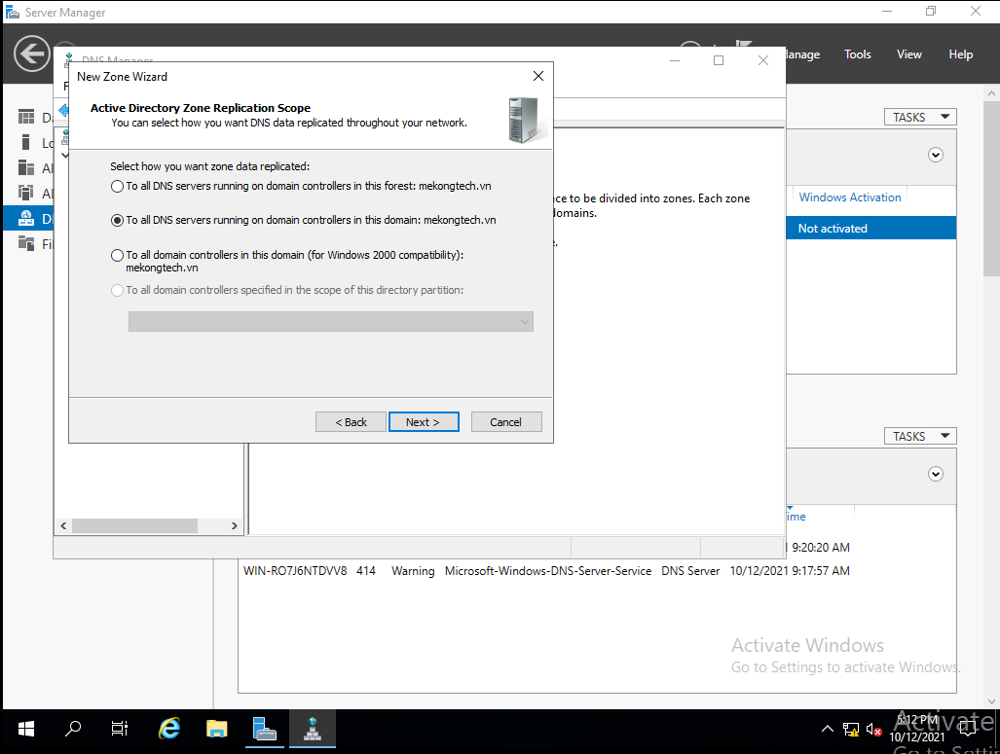 Server Manager
Manage Tools View Help
DNS Manager
New Zone Wizard
Active Directory Zone Replication Scope
You can select how you want DNS data replicated throughout your network.
Select how you want zone data replicated:
To all DNS servers running on domain controllers in this forest: mekongtech.vn
To all DNS servers running on domain controllers in this domain: mekongtech.vn
To all domain controllers in this domain (for Windows 2000 compatibility):
mekongtech.vn
To all domain controllers specified in the scope of this directory partition:
< Back Next > Cancel
to be divided into zones. Each zone
TASKS
Windows Activation
Not activated
TASKS
9:20:20 AM
WIN-RO7J6NTDVV8 414 Warning Microsoft-Windows-DNS-Server-Service DNS Server 10/12/2021 9:17:57 AM
Activate Windows
Go to Settings to activate Windows.
5:12 PM
10/12/2021
Activate
Go to